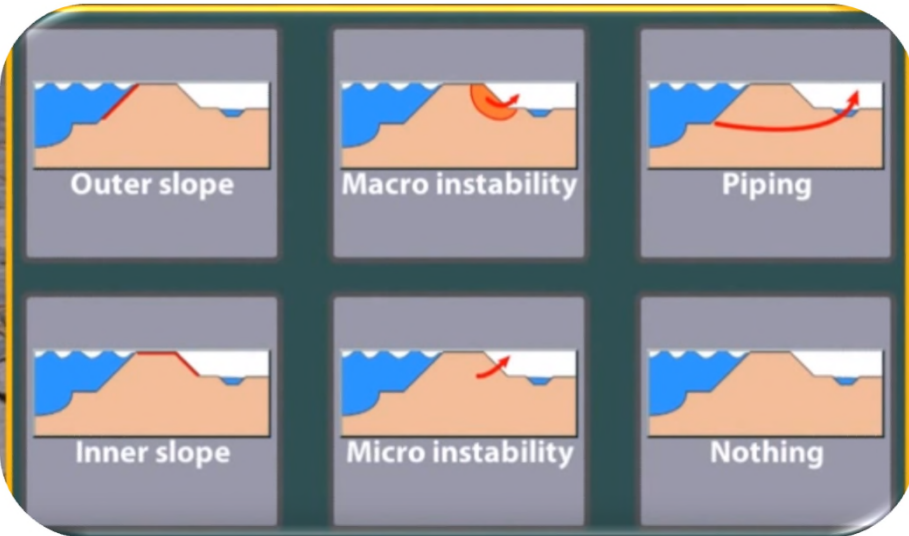 Outer slope
Macro instability
Piping
Inner slope
Micro instability
Nothing